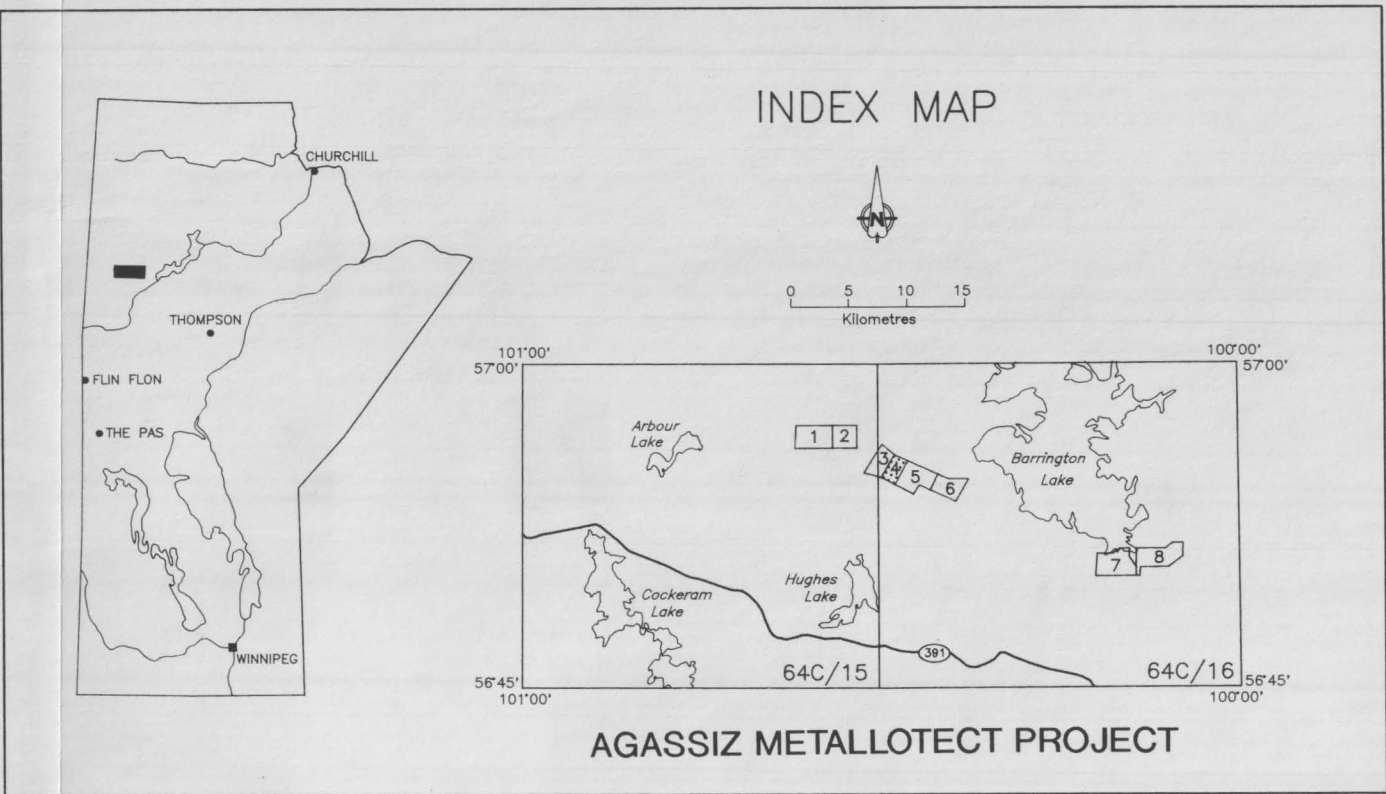 INDEX MAP
CHURCHILL
THOMPSON
FLIN FLON
THE PAS
WINNIPEG
N
0 5 10 15
Kilometres
101°00'
100°00'
57°00'
57°00'
Arbour
Lake
1 2
3 4 5 6
Barrington
Lake
7 8
Hughes
Lake
Cockeram
Lake
391
64C/15
64C/16
56°45'
56°45'
101°00'
100°00'
AGASSIZ METALLOTECT PROJECT